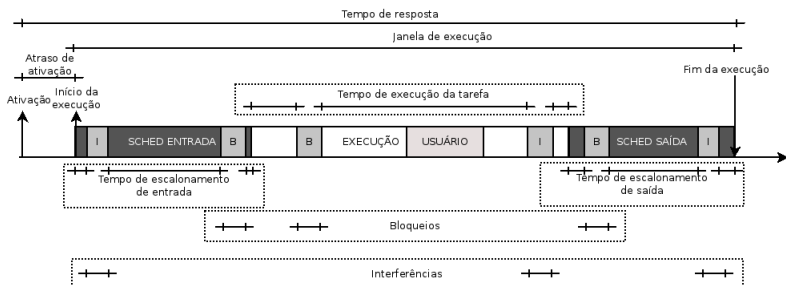 Tempo de resposta
Janela de execução
Atraso de
ativação
Fim da execução
Ativação
Início da
execução
Tempo de execução da tarefa
I
SCHED ENTRADA
B
B
EXECUÇÃO
USUÁRIO
I
B
SCHED SAÍDA
I
Tempo de escalonamento
de entrada
Tempo de escalonamento
de saída
Bloqueios
Interferências